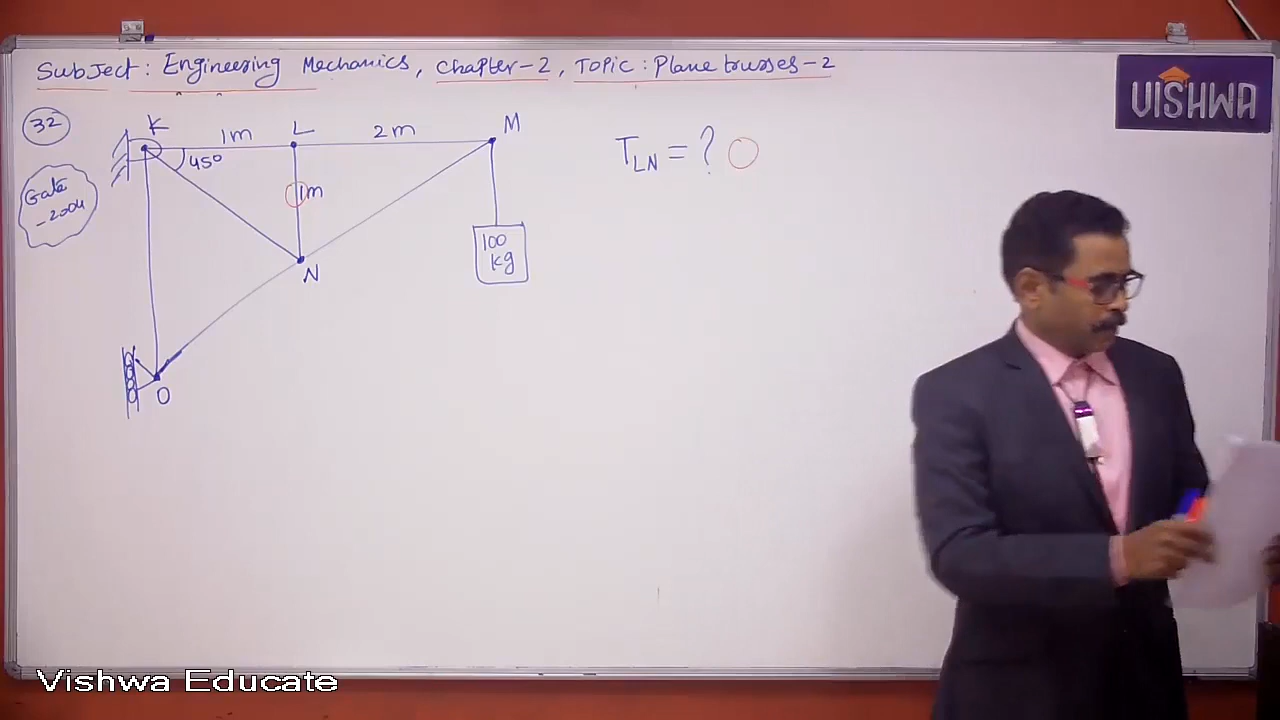 Subject: Engineering Mechanics, Chapter-2, Topic: Plane trusses-2
VISHWA
32
K
1m
L
2m
M
45°
TLN = ?
Gate
-2004
1m
N
100
kg
O
Vishwa Educate